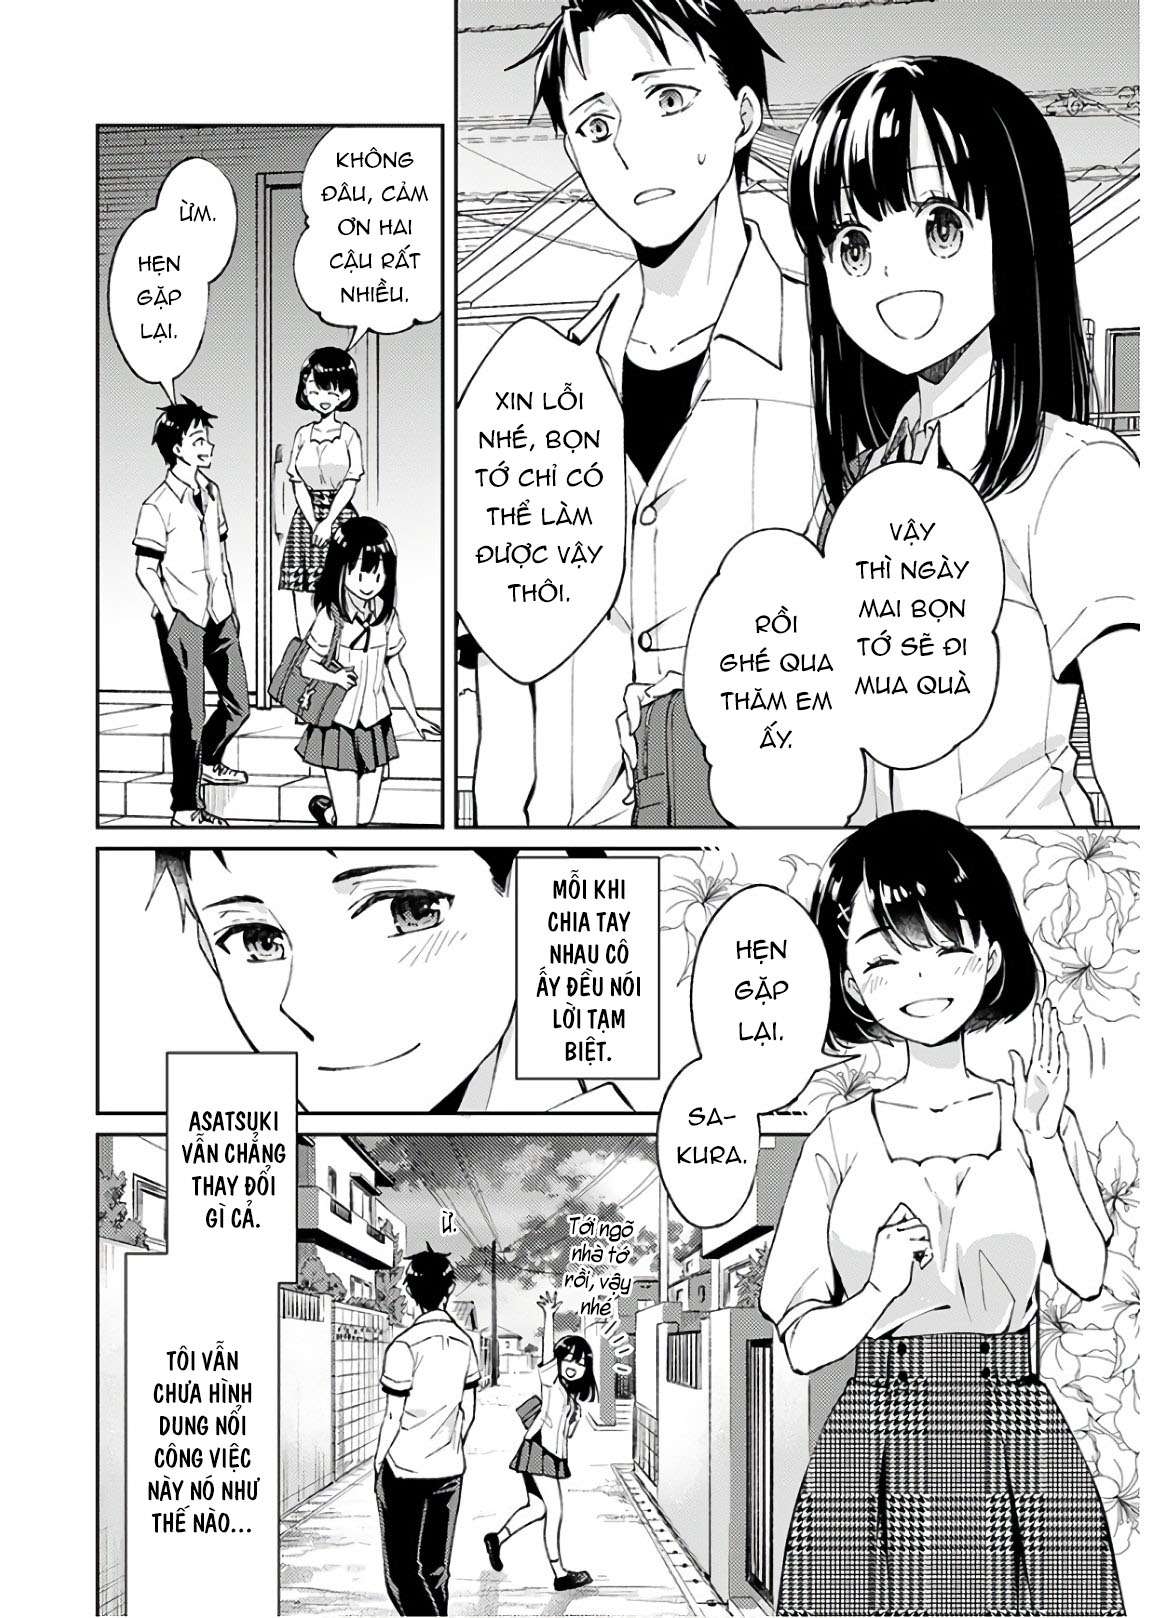 VẬY
THÌ NGÀY
MAI BỌN
TỚ SẼ ĐI
MUA QUÀ
RỒI
GHÉ QUA
THĂM EM
ẤY.
XIN LỖI
NHÉ, BỌN
TỚ CHỈ CÓ
THỂ LÀM
ĐƯỢC VẬY
THÔI.
KHÔNG
ĐÂU, CẢM
ƠN HAI
CẬU RẤT
NHIỀU.
ỪM.
HẸN
GẶP
LẠI.
HẸN
GẶP
LẠI.
SA-
KURA.
MỖI KHI
CHIA TAY
NHAU CÔ
ẤY ĐỀU NÓI
LỜI TẠM
BIỆT.
ASATSUKI
VẪN CHẲNG
THAY ĐỔI
GÌ CẢ.
Tới ngõ
nhà tớ
rồi, vậy
nhé
Ừ.
TÔI VẪN
CHƯA HÌNH
DUNG NỔI
CÔNG VIỆC
NÀY NÓ NHƯ
THẾ NÀO...